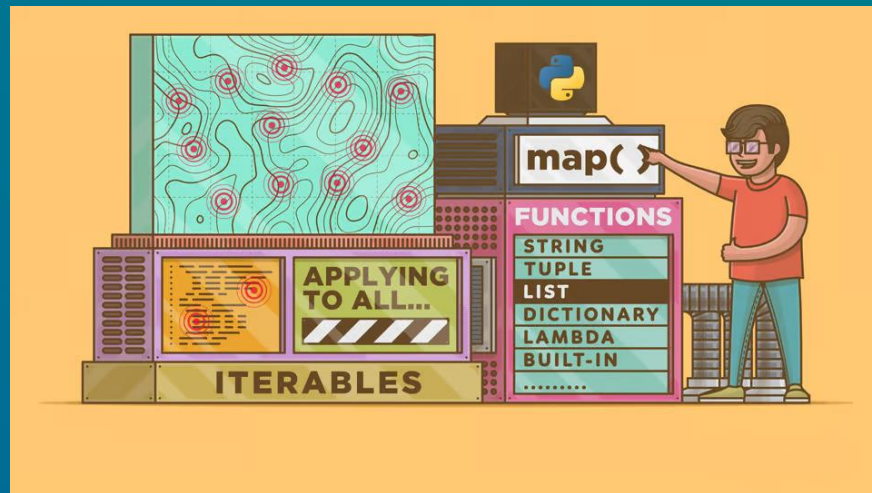 map( )
FUNCTIONS
STRING
TUPLE
LIST
DICTIONARY
LAMBDA
BUILT-IN
.........
APPLYING
TO ALL...
ITERABLES